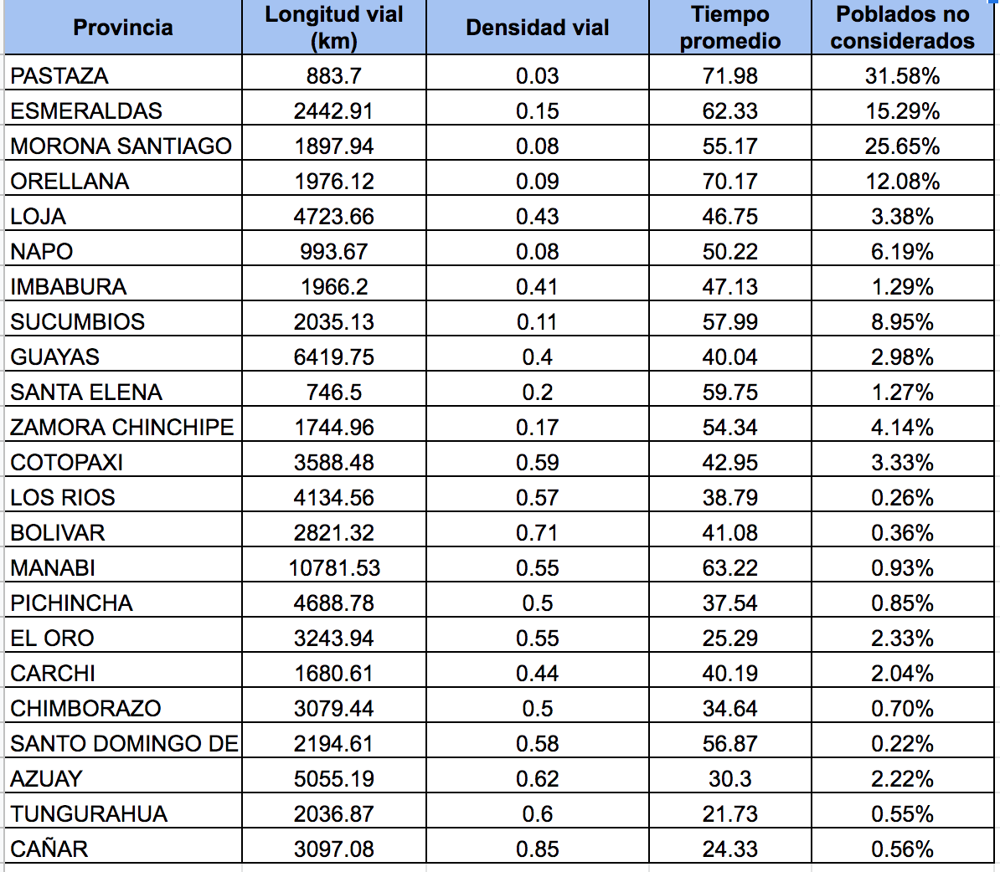 Provincia Longitud vial (km) Densidad vial Tiempo promedio Poblados no considerados
PASTAZA 883.7 0.03 71.98 31.58%
ESMERALDAS 2442.91 0.15 62.33 15.29%
MORONA SANTIAGO 1897.94 0.08 55.17 25.65%
ORELLANA 1976.12 0.09 70.17 12.08%
LOJA 4723.66 0.43 46.75 3.38%
NAPO 993.67 0.08 50.22 6.19%
IMBABURA 1966.2 0.41 47.13 1.29%
SUCUMBIOS 2035.13 0.11 57.99 8.95%
GUAYAS 6419.75 0.4 40.04 2.98%
SANTA ELENA 746.5 0.2 59.75 1.27%
ZAMORA CHINCHIPE 1744.96 0.17 54.34 4.14%
COTOPAXI 3588.48 0.59 42.95 3.33%
LOS RIOS 4134.56 0.57 38.79 0.26%
BOLIVAR 2821.32 0.71 41.08 0.36%
MANABI 10781.53 0.55 63.22 0.93%
PICHINCHA 4688.78 0.5 37.54 0.85%
EL ORO 3243.94 0.55 25.29 2.33%
CARCHI 1680.61 0.44 40.19 2.04%
CHIMBORAZO 3079.44 0.5 34.64 0.70%
SANTO DOMINGO DE 2194.61 0.58 56.87 0.22%
AZUAY 5055.19 0.62 30.3 2.22%
TUNGURAHUA 2036.87 0.6 21.73 0.55%
CAÑAR 3097.08 0.85 24.33 0.56%